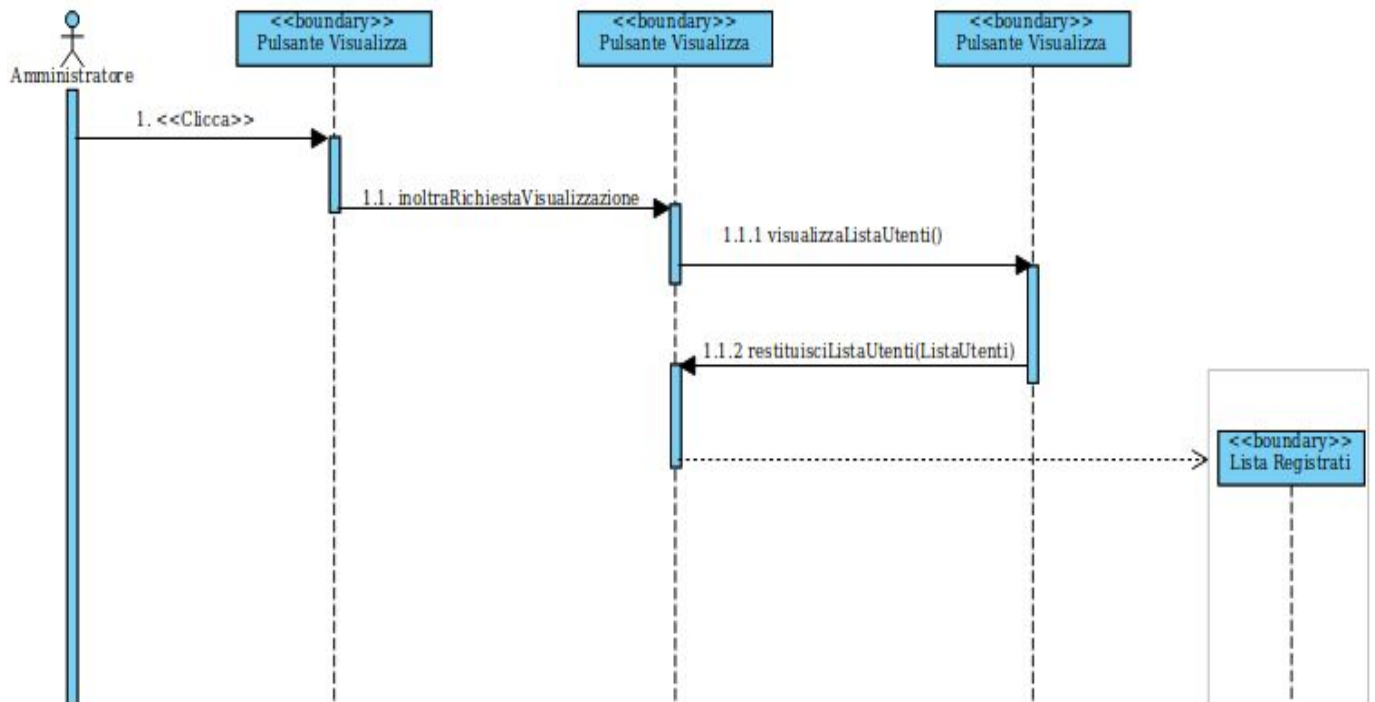 <<boundary>>
Pulsante Visualizza
<<boundary>>
Pulsante Visualizza
<<boundary>>
Pulsante Visualizza
Amministratore
1. <<Clicca>>
1.1. inoltraRichiestaVisualizzazione
1.1.1 visualizzaListaUtenti()
1.1.2 restituisciListaUtenti(ListaUtenti)
<<boundary>>
Lista Registrati